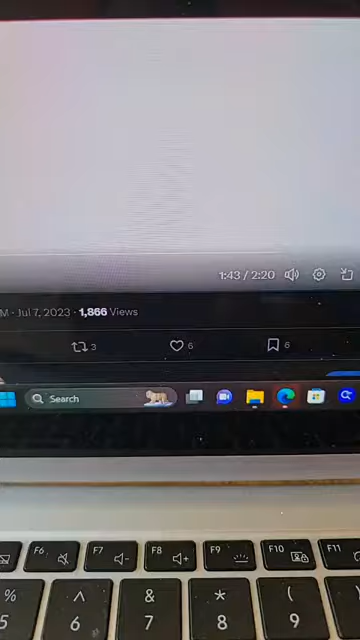 1:43 / 2:20
M · Jul 7, 2023 · 1,866 Views
3 6 6
Search
F6 F7 F8 F9 F10 F11
% ^ & * ( )
5 6 7 8 9